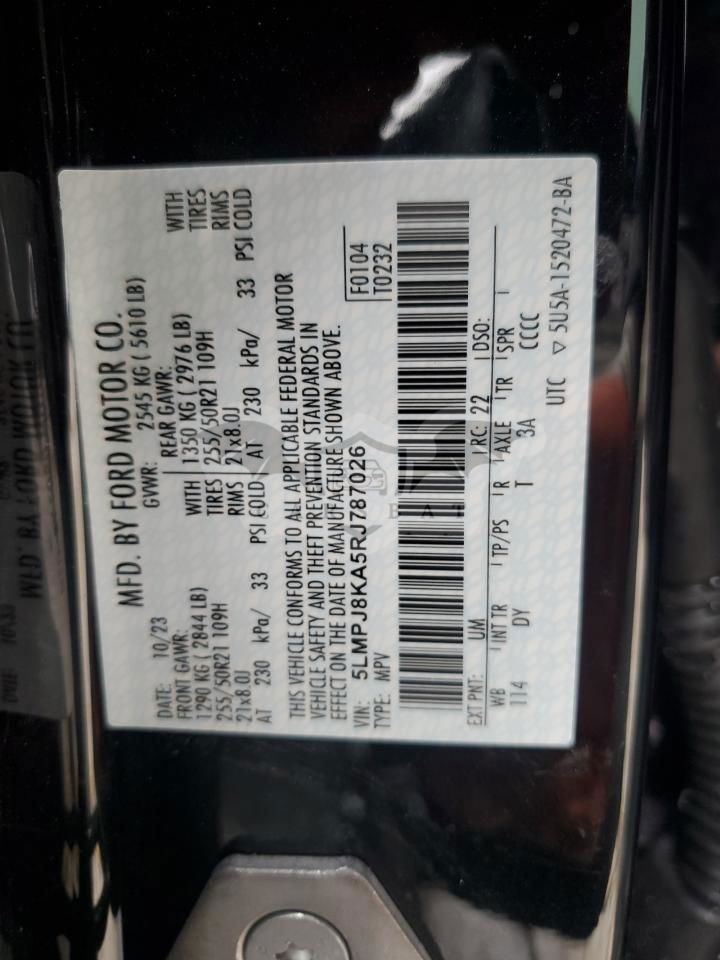 MFD. BY FORD MOTOR CO.
DATE: 10/23 GVWR: 2545 KG ( 5610 LB)
FRONT GAWR: REAR GAWR:
1290 KG ( 2844 LB) WITH 1350 KG ( 2976 LB) WITH
255/50R21 109H TIRES 255/50R21 109H TIRES
21x8.0J RIMS 21x8.0J RIMS
AT 230 kPa/ 33 PSI COLD AT 230 kPa/ 33 PSI COLD
THIS VEHICLE CONFORMS TO ALL APPLICABLE FEDERAL MOTOR
VEHICLE SAFETY AND THEFT PREVENTION STANDARDS IN
EFFECT ON THE DATE OF MANUFACTURE SHOWN ABOVE.
VIN: 5LMPJ8KA5RJ787026 F0104
TYPE: MPV T0232
EXT PNT: UM RC: 22 DSO:
WB INT TR TP/PS R AXLE TR SPR
114 DY T 3A CCCC
UTC ▽ 5U5A-1520472-BA